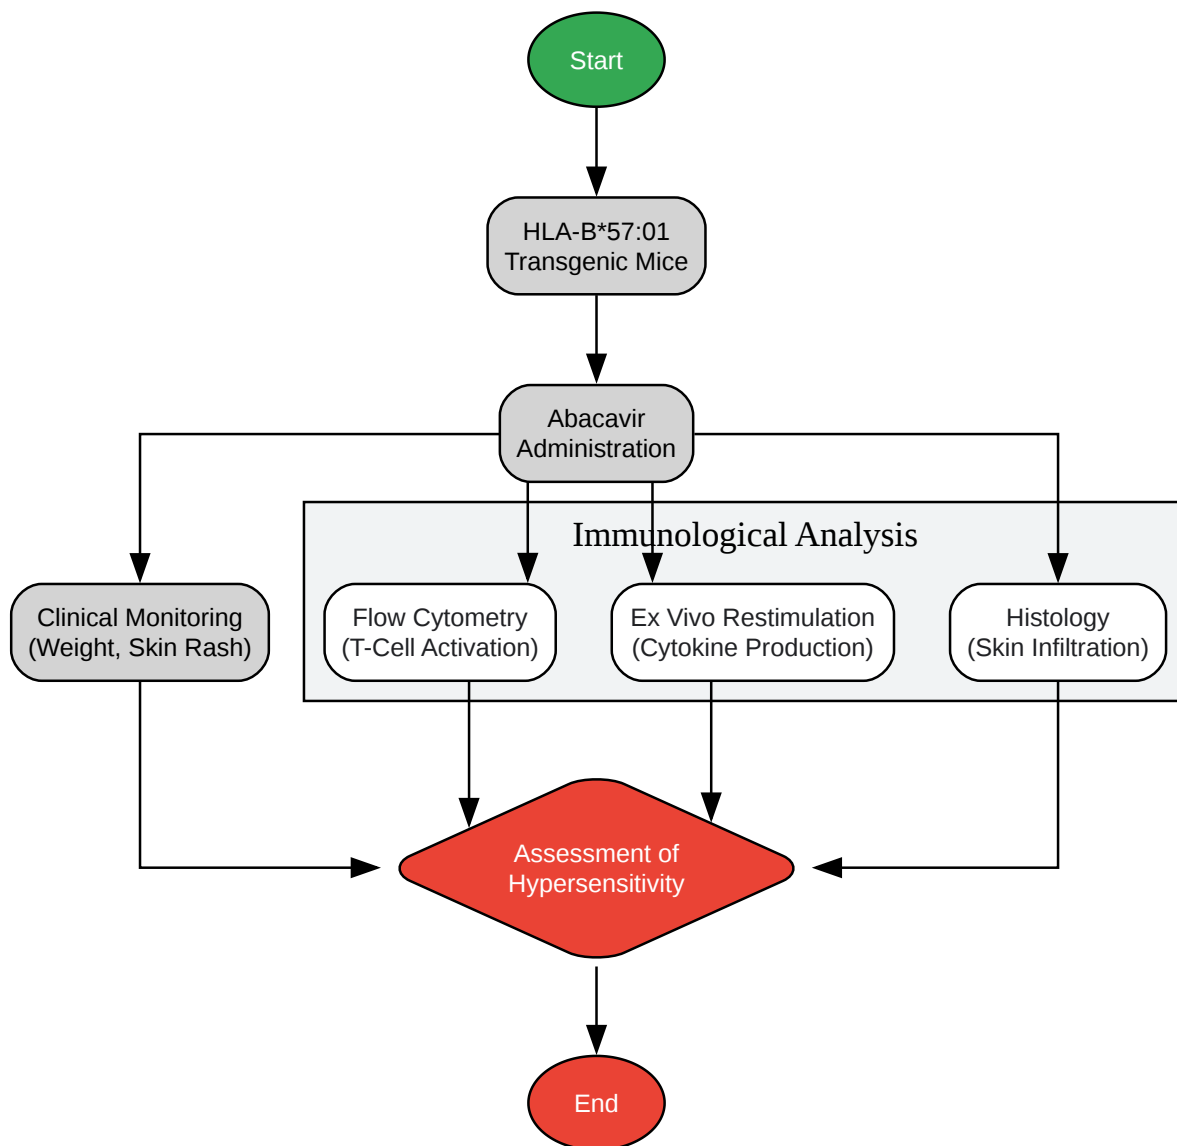 Start
HLA-B*57:01
Transgenic Mice
Abacavir
Administration
Immunological Analysis
Clinical Monitoring
(Weight, Skin Rash)
Flow Cytometry
(T-Cell Activation)
Ex Vivo Restimulation
(Cytokine Production)
Histology
(Skin Infiltration)
Assessment of
Hypersensitivity
End